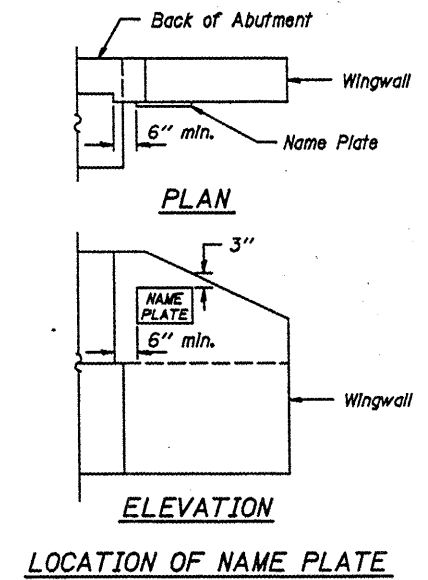 Back of Abutment
Wingwall
6" min.
Name Plate
PLAN
3"
NAME
PLATE
6" min.
Wingwall
ELEVATION
LOCATION OF NAME PLATE